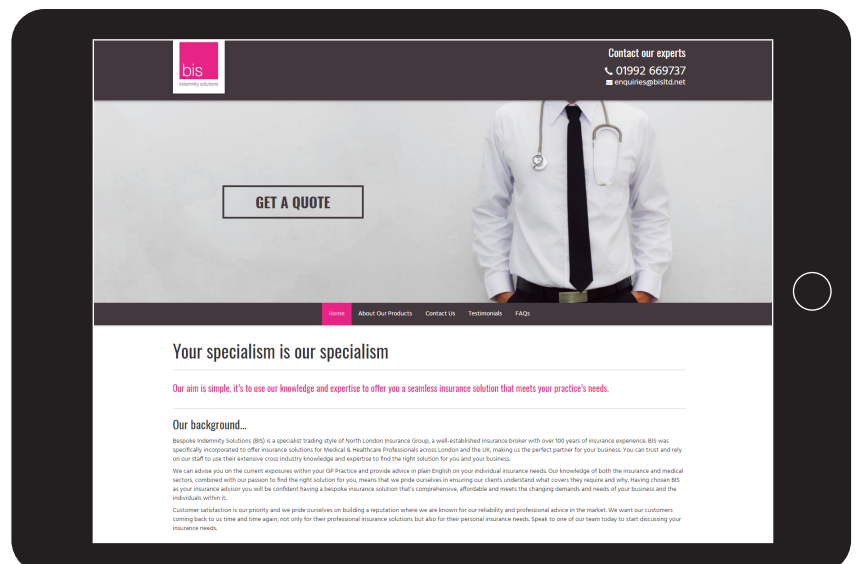 bis
indemnity solutions
Contact our experts
01992 669737
enquiries@bisltd.net
GET A QUOTE
Home About Our Products Contact Us Testimonials FAQs
Your specialism is our specialism
Our aim is simple, it's to use our knowledge and expertise to offer you a seamless insurance solution that meets your practice's needs.
Our background...
Bespoke Indemnity Solutions (BIS) is a specialist trading style of North London Insurance Group, a well-established insurance broker with over 100 years of insurance experience. BIS was
specifically incorporated to offer insurance solutions for Medical & Healthcare Professionals across London and the UK, making us the perfect partner for your business. You can trust and rely
on our staff to use their extensive cross industry knowledge and expertise to find the right solution for you and your business.
We can advise you on the current exposures within your GP Practice and provide advice in plain English on your individual insurance needs. Our knowledge of both the insurance and medical
sectors, combined with our passion to find the right solution for you, means that we pride ourselves in ensuring our clients understand what covers they require and why. Having chosen BIS
as your insurance advisor you will be confident having a bespoke insurance solution that's comprehensive, affordable and meets the changing demands and needs of your business and the
individuals within it.
Customer satisfaction is our priority and we pride ourselves on building a reputation where we are known for our reliability and professional advice in the market. We want our customers
coming back to us time and time again, not only for their professional insurance solutions but also for their personal insurance needs. Speak to one of our team today to start discussing your
insurance needs.